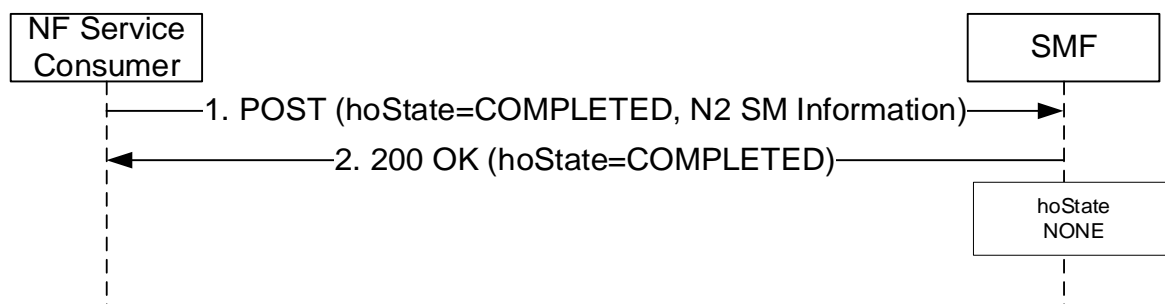 NF Service
Consumer
SMF
1. POST (hoState=COMPLETED, N2 SM Information)
2. 200 OK (hoState=COMPLETED)
hoState
NONE